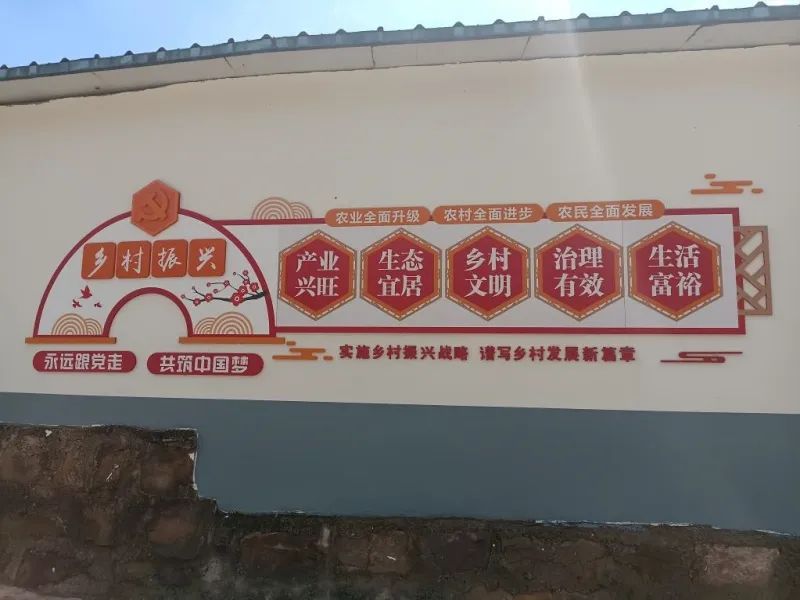 乡村振兴
永远跟党走
共筑中国梦
农业全面升级
农村全面进步
农民全面发展
产业
兴旺
生态
宜居
乡村
文明
治理
有效
生活
富裕
实施乡村振兴战略 谱写乡村发展新篇章